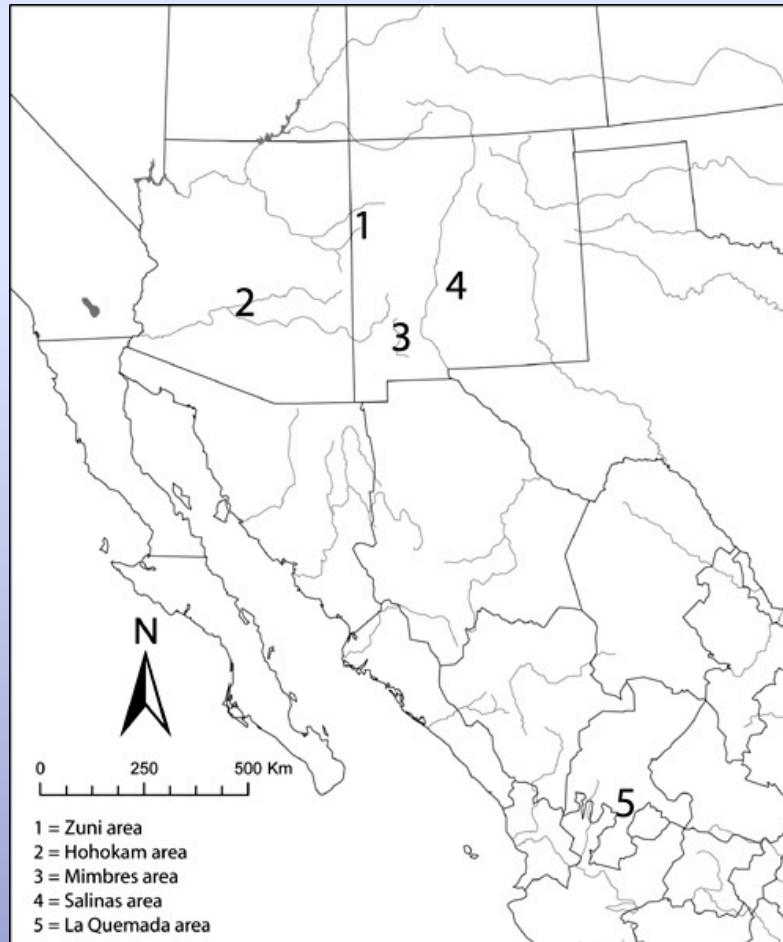 1
2
4
3
N
0 250 500 Km
5
1 = Zuni area
2 = Hohokam area
3 = Mimbres area
4 = Salinas area
5 = La Quemada area